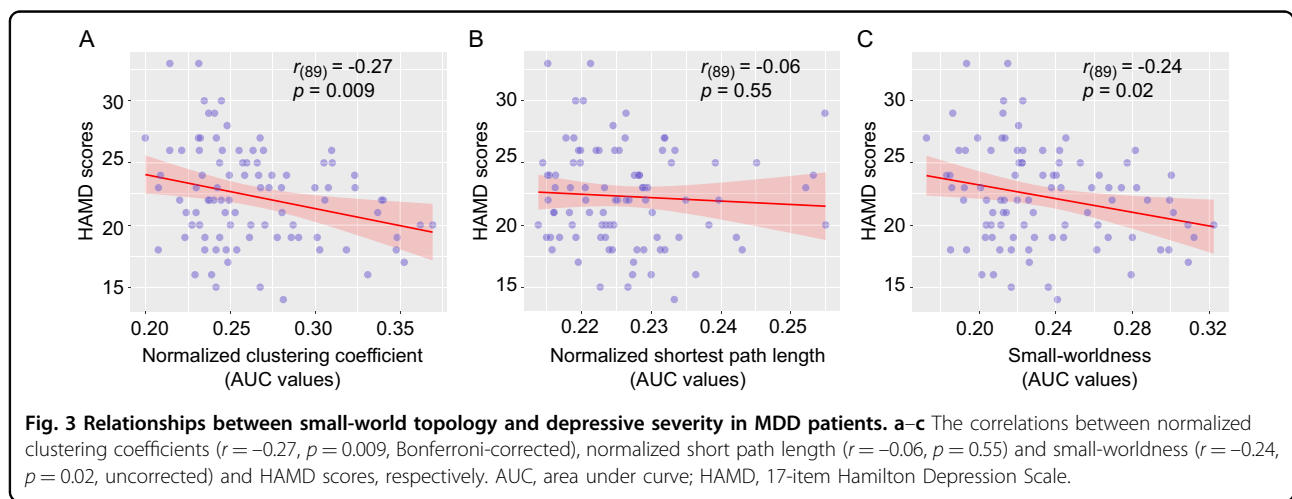 A
r(89) = -0.27
p = 0.009
30
25
20
15
HAMD scores
0.20 0.25 0.30 0.35
Normalized clustering coefficient
(AUC values)
B
r(89) = -0.06
p = 0.55
30
25
20
15
HAMD scores
0.22 0.23 0.24 0.25
Normalized shortest path length
(AUC values)
C
r(89) = -0.24
p = 0.02
30
25
20
15
HAMD scores
0.20 0.24 0.28 0.32
Small-worldness
(AUC values)
Fig. 3 Relationships between small-world topology and depressive severity in MDD patients. a–c The correlations between normalized
clustering coefficients (r = –0.27, p = 0.009, Bonferroni-corrected), normalized short path length (r = –0.06, p = 0.55) and small-worldness (r = –0.24,
p = 0.02, uncorrected) and HAMD scores, respectively. AUC, area under curve; HAMD, 17-item Hamilton Depression Scale.